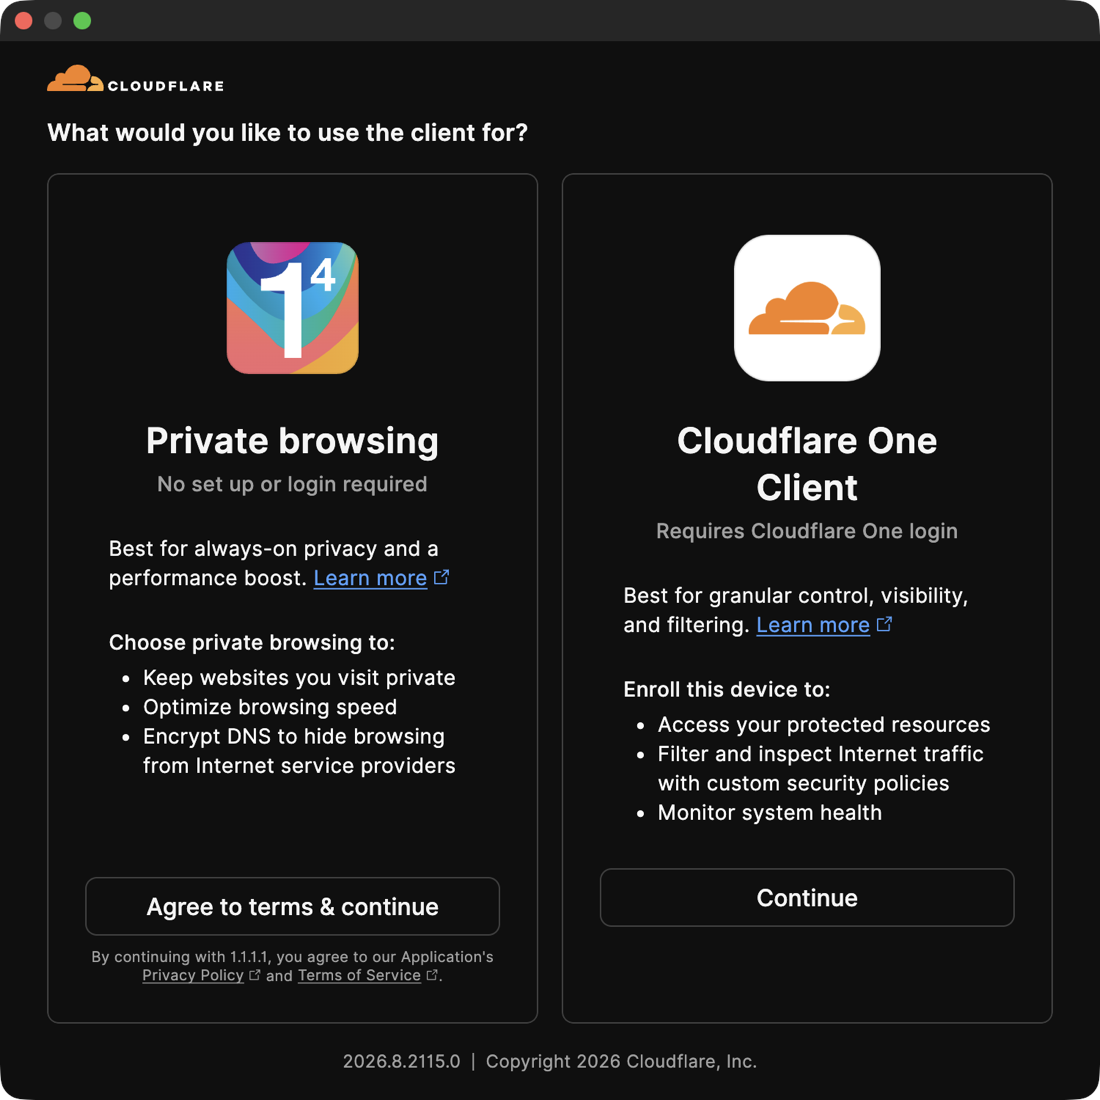 CLOUDFLARE
What would you like to use the client for?
1⁴
Private browsing
No set up or login required
Best for always-on privacy and a
performance boost. Learn more
Choose private browsing to:
• Keep websites you visit private
• Optimize browsing speed
• Encrypt DNS to hide browsing
from Internet service providers
Agree to terms & continue
By continuing with 1.1.1.1, you agree to our Application's
Privacy Policy and Terms of Service.
Cloudflare One
Client
Requires Cloudflare One login
Best for granular control, visibility,
and filtering. Learn more
Enroll this device to:
• Access your protected resources
• Filter and inspect Internet traffic
with custom security policies
• Monitor system health
Continue
2026.8.2115.0 | Copyright 2026 Cloudflare, Inc.